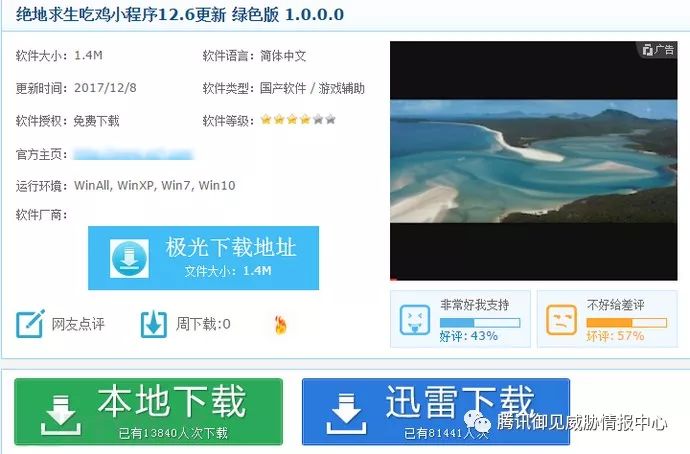 绝地求生吃鸡小程序12.6更新 绿色版 1.0.0.0
软件大小：1.4M
软件语言：简体中文
更新时间：2017/12/8
软件类型：国产软件 / 游戏辅助
软件授权：免费下载
软件等级：
官方主页：
运行环境：WinAll, WinXP, Win7, Win10
软件厂商：
极光下载地址
文件大小：1.4M
网友点评
周下载:0
广告
非常好我支持
好评：43%
不好给差评
坏评：57%
本地下载
已有13840人次下载
迅雷下载
已有81441人次
腾讯御见威胁情报中心